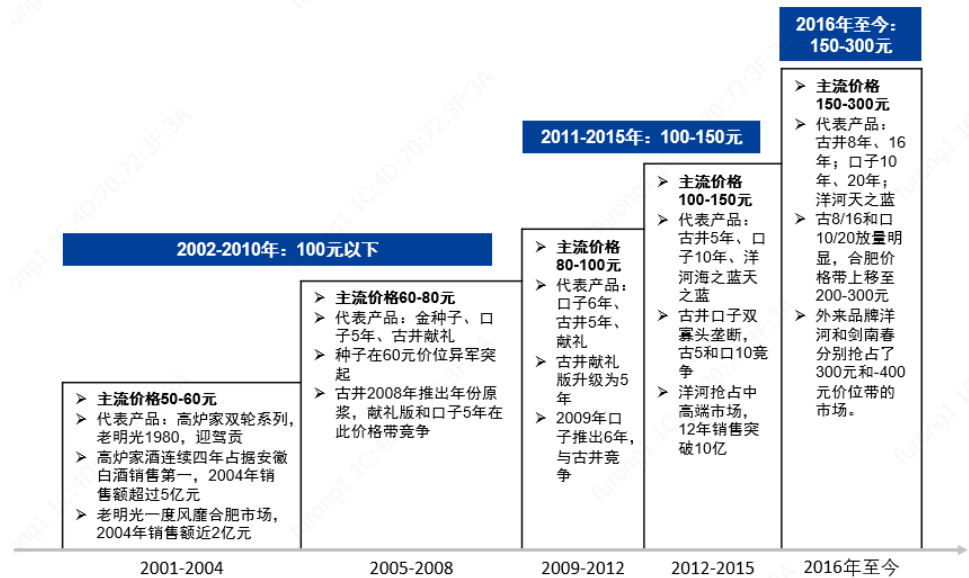 2016年至今：
150-300元
➢ 主流价格
150-300元
➢ 代表产品：
古井8年、16
年；口子10
年、20年；
洋河天之蓝
➢ 古8/16和口
10/20放量明
显，合肥价
格带上移至
200-300元
➢ 外来品牌洋
河和剑南春
分别抢占了
300元和-400
元价位带的
市场。
2011-2015年：100-150元
➢ 主流价格
100-150元
➢ 代表产品：
古井5年、口
子10年、洋
河海之蓝天
之蓝
➢ 古井口子双
寡头垄断，
古5和口10竞
争
➢ 洋河抢占中
高端市场，
12年销售突
破10亿
➢ 主流价格
80-100元
➢ 代表产品：
口子6年、
古井5年、
献礼
➢ 古井献礼
版升级为5
年
➢ 2009年口
子推出6年，
与古井竞
争
2002-2010年：100元以下
➢ 主流价格60-80元
➢ 代表产品：金种子、口
子5年、古井献礼
➢ 种子在60元价位异军突
起
➢ 古井2008年推出年份原
浆，献礼版和口子5年在
此价格带竞争
➢ 主流价格50-60元
➢ 代表产品：高炉家双轮系列，
老明光1980，迎驾贡
➢ 高炉家酒连续四年占据安徽
白酒销售第一，2004年销
售额超过5亿元
➢ 老明光一度风靡合肥市场，
2004年销售额近2亿元
2001-2004
2005-2008
2009-2012
2012-2015
2016年至今